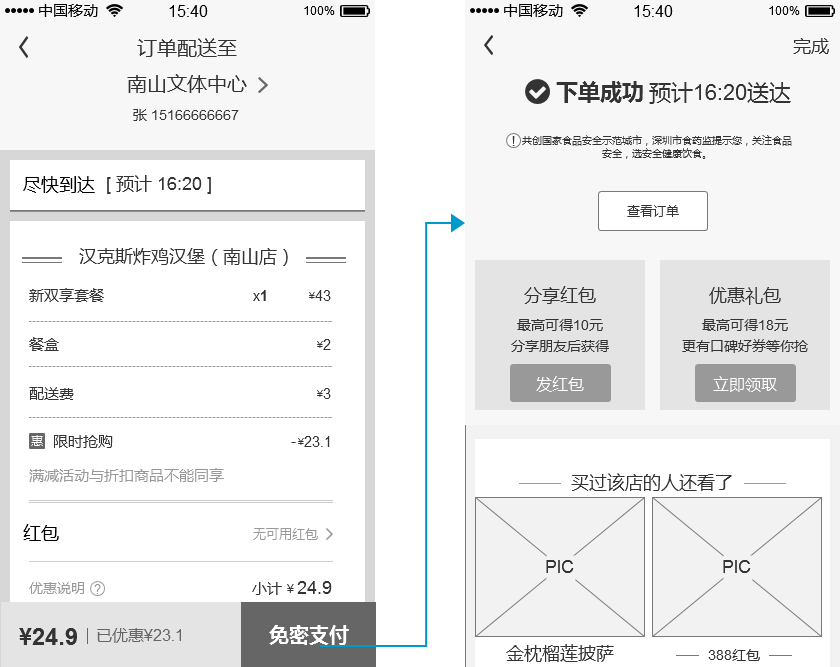 中国移动
15:40
100%
订单配送至
南山文体中心
张 15166666667
尽快到达 [ 预计 16:20 ]
汉克斯炸鸡汉堡（南山店）
新双享套餐 x1 ¥43
餐盒 ¥2
配送费 ¥3
惠 限时抢购 -¥23.1
满减活动与折扣商品不能同享
红包 无可用红包
优惠说明 ? 小计 ¥ 24.9
¥24.9 | 已优惠¥23.1
免密支付
中国移动
15:40
100%
完成
下单成功 预计16:20送达
! 共创国家食品安全示范城市，深圳市食药监提示您，关注食品
安全，选安全健康饮食。
查看订单
分享红包
最高可得10元
分享朋友后获得
发红包
优惠礼包
最高可得18元
更有口碑好券等你抢
立即领取
买过该店的人还看了
PIC
PIC
金枕榴莲披萨
388红包